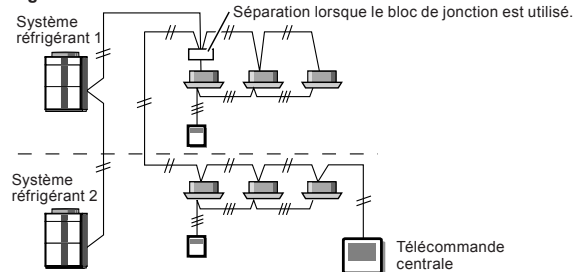 Séparation lorsque le bloc de jonction est utilisé.
Système
réfrigérant 1
Système
réfrigérant 2
Télécommande
centrale